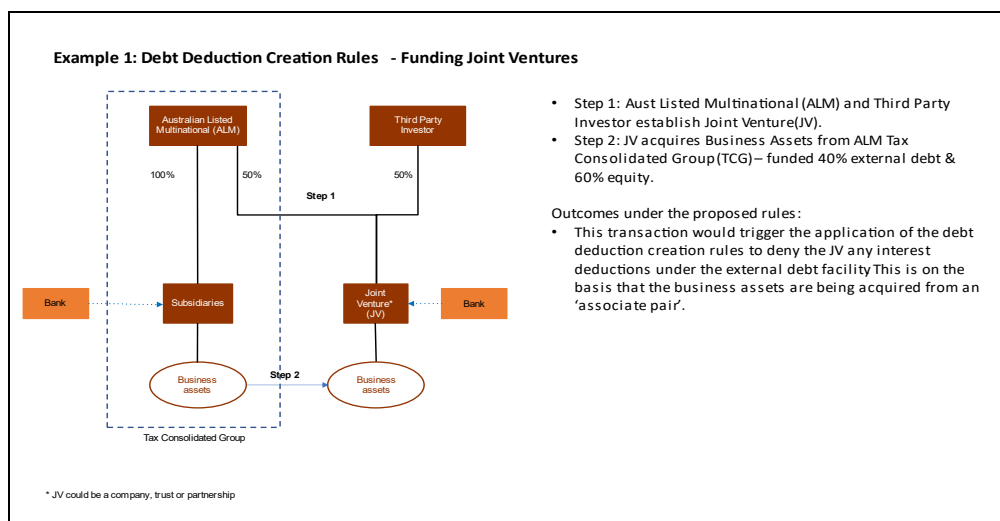 Example 1: Debt Deduction Creation Rules - Funding Joint Ventures
Australian Listed
Multinational (ALM)
Third Party
Investor
100%
50%
50%
Step 1
Bank
Subsidiaries
Joint
Venture*
(JV)
Bank
Business
assets
Step 2
Business
assets
Tax Consolidated Group
* JV could be a company, trust or partnership
• Step 1: Aust Listed Multinational (ALM) and Third Party
Investor establish Joint Venture(JV).
• Step 2: JV acquires Business Assets from ALM Tax
Consolidated Group (TCG) – funded 40% external debt &
60% equity.
Outcomes under the proposed rules:
• This transaction would trigger the application of the debt
deduction creation rules to deny the JV any interest
deductions under the external debt facility This is on the
basis that the business assets are being acquired from an
‘associate pair’.